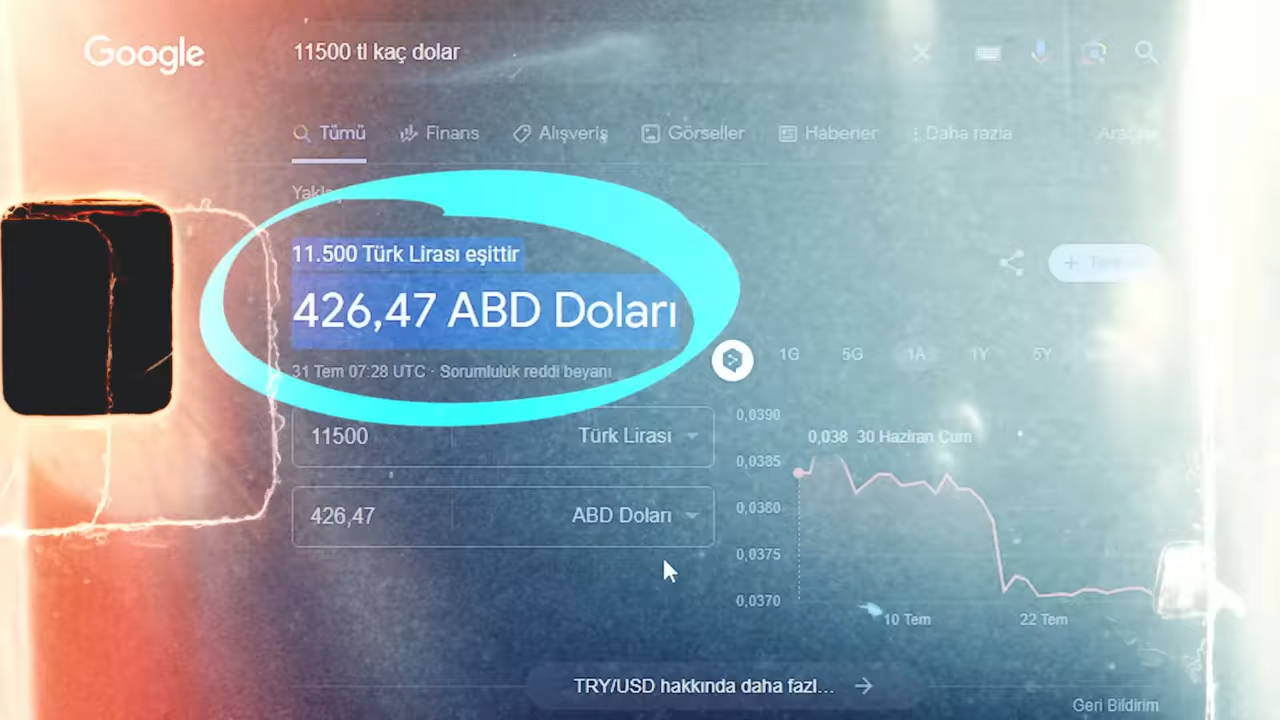 Google
11500 tl kaç dolar
Tümü Finans Alışveriş Görseller Haberler Daha fazla
11.500 Türk Lirası eşittir
426,47 ABD Doları
31 Tem 07:28 UTC · Sorumluluk reddi beyanı
1G 5G 1A 1Y 5Y
11500 Türk Lirası
426,47 ABD Doları
0,0390
0,038 30 Haziran Cum
0,0385
0,0380
0,0375
0,0370
10 Tem 22 Tem
TRY/USD hakkında daha fazl... →
Geri Bildirim